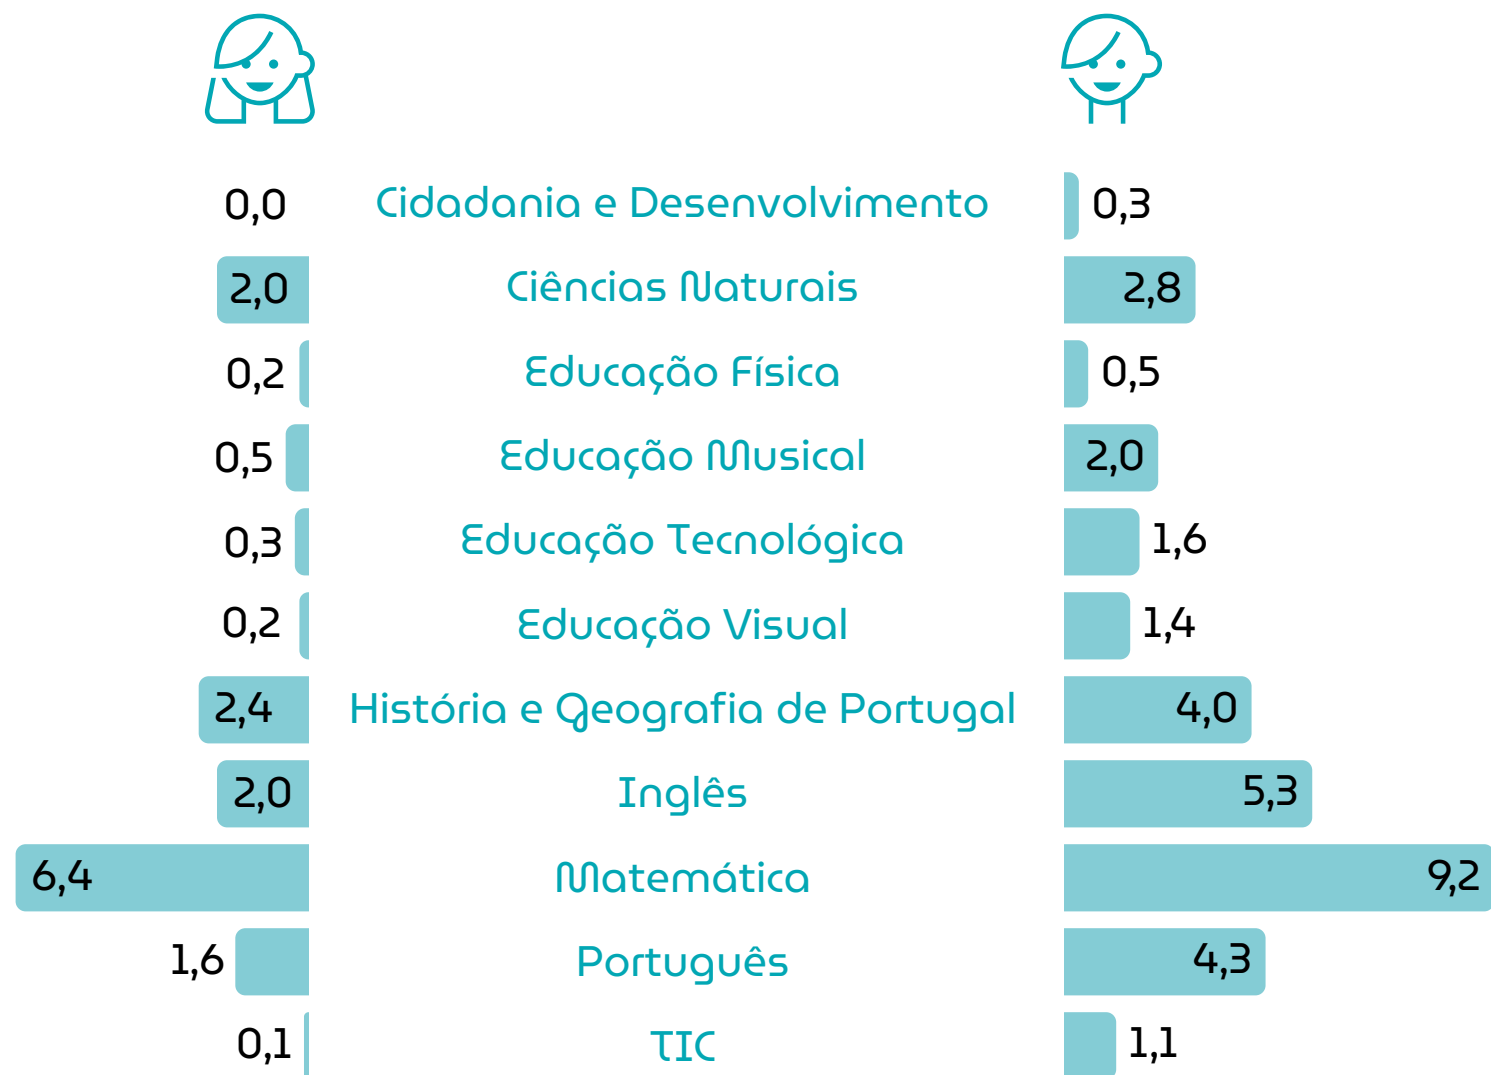 0,0 Cidadania e Desenvolvimento 0,3
2,0 Ciências Naturais 2,8
0,2 Educação Física 0,5
0,5 Educação Musical 2,0
0,3 Educação Tecnológica 1,6
0,2 Educação Visual 1,4
2,4 História e Geografia de Portugal 4,0
2,0 Inglês 5,3
6,4 Matemática 9,2
1,6 Português 4,3
0,1 TIC 1,1